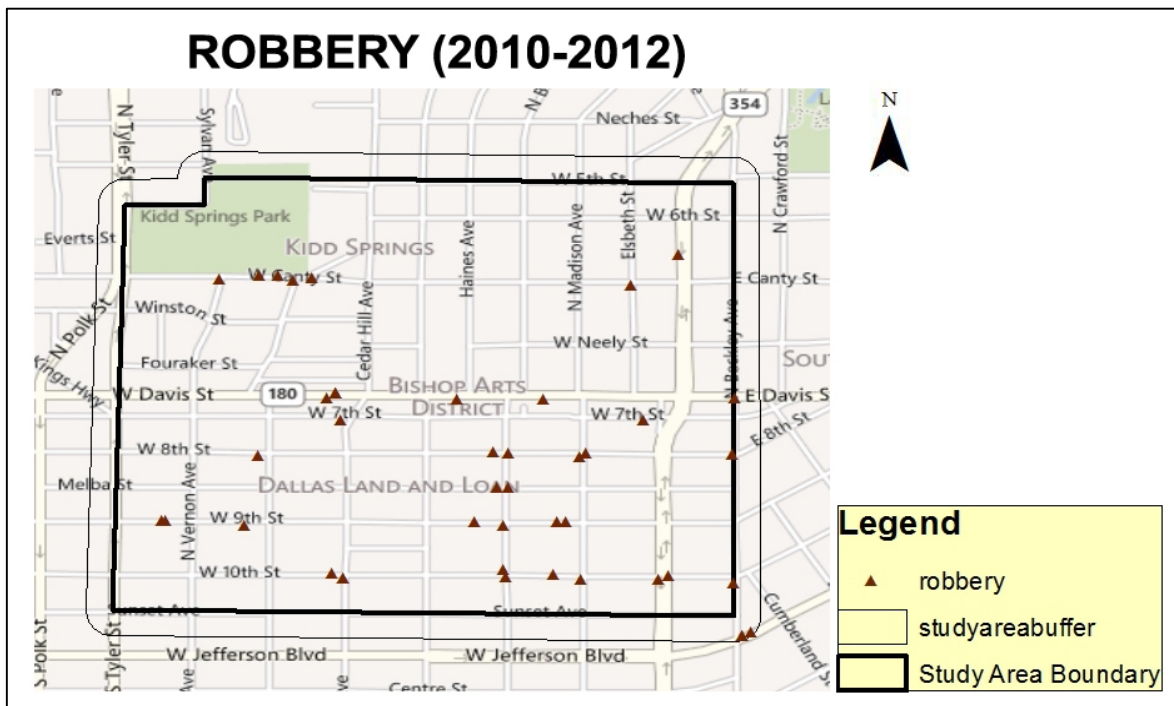 ROBBERY (2010-2012)
N
354
N Tyler St
Sylvan Ave
N B
Neches St
N Crawford St
W 5th St
Kidd Springs Park
Elsbeth St
W 6th St
Everts St
KIDD SPRINGS
Haines Ave
N Madison Ave
W Canty St
E Canty St
Winston St
N Polk St
Cedar Hill Ave
W Neely St
N Beckley Ave
SOU
Fouraker St
Kings Hwy
W Davis St
180
BISHOP ARTS
DISTRICT
E Davis S
W 7th St
W 7th St
E 8th St
W 8th St
Melba St
DALLAS LAND AND LOAN
N Vernon Ave
W 9th St
W 10th St
Sunset Ave
Sunset Ave
Cumberland St
S Polk St
S Tyler St
W Jefferson Blvd
W Jefferson Blvd
Centre St
Legend
robbery
studyareabuffer
Study Area Boundary